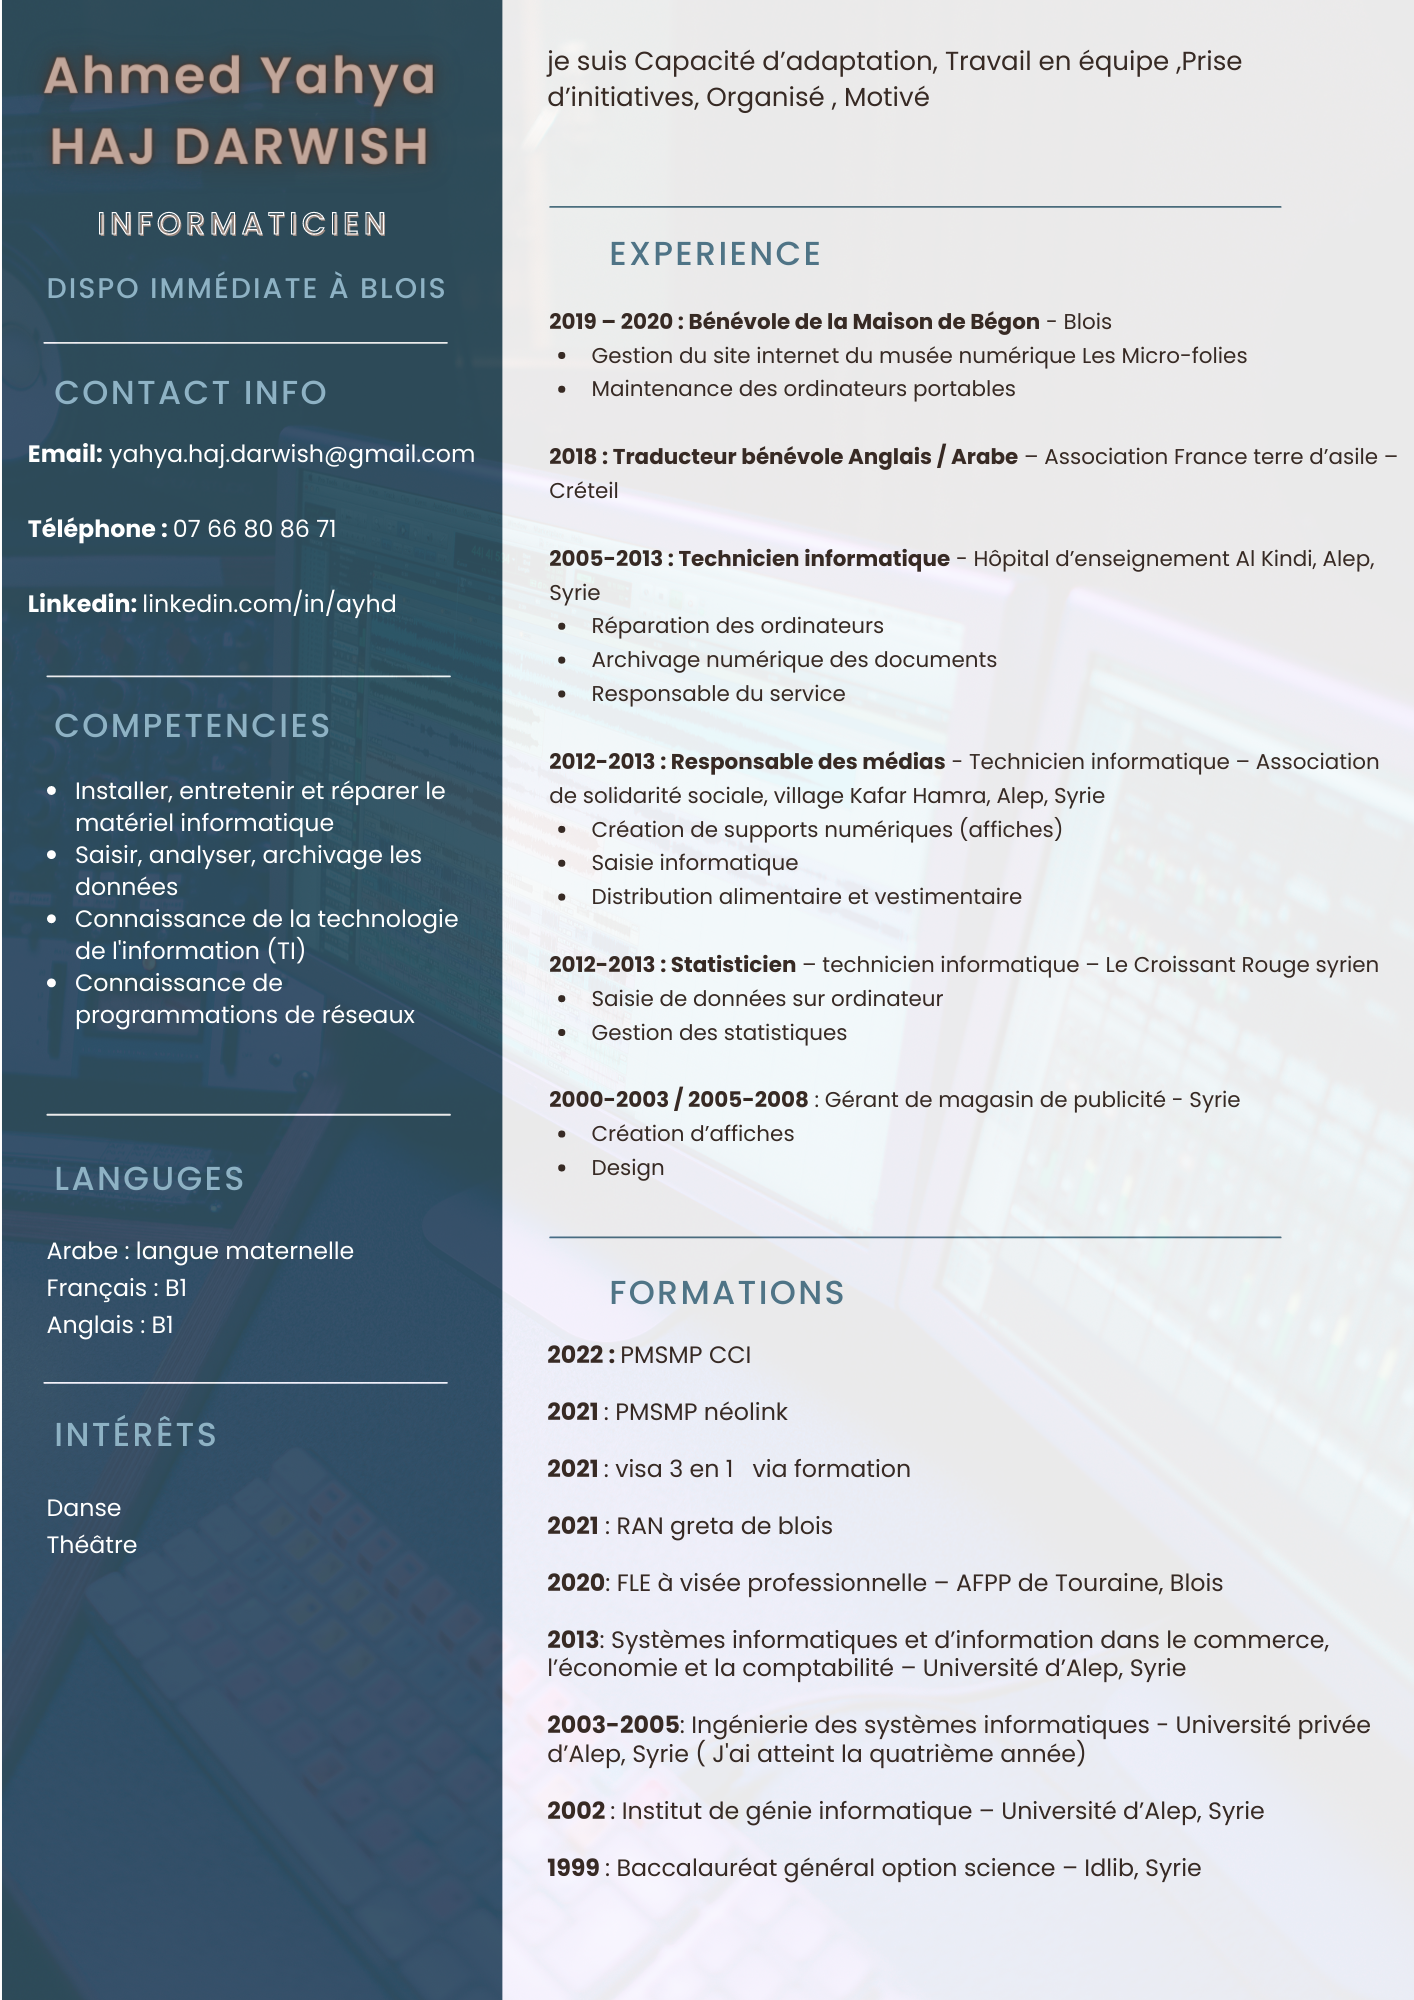 Ahmed Yahya
HAJ DARWISH
INFORMATICIEN
DISPO IMMÉDIATE À BLOIS
CONTACT INFO
Email: yahya.haj.darwish@gmail.com
Téléphone : 07 66 80 86 71
Linkedin: linkedin.com/in/ayhd
COMPETENCIES
• Installer, entretenir et réparer le
matériel informatique
• Saisir, analyser, archivage les
données
• Connaissance de la technologie
de l'information (TI)
• Connaissance de
programmations de réseaux
LANGUGES
Arabe : langue maternelle
Français : B1
Anglais : B1
INTÉRÊTS
Danse
Théâtre
je suis Capacité d’adaptation, Travail en équipe ,Prise
d’initiatives, Organisé , Motivé
EXPERIENCE
2019 – 2020 : Bénévole de la Maison de Bégon - Blois
• Gestion du site internet du musée numérique Les Micro-folies
• Maintenance des ordinateurs portables
2018 : Traducteur bénévole Anglais / Arabe – Association France terre d’asile –
Créteil
2005-2013 : Technicien informatique - Hôpital d’enseignement Al Kindi, Alep,
Syrie
• Réparation des ordinateurs
• Archivage numérique des documents
• Responsable du service
2012-2013 : Responsable des médias - Technicien informatique – Association
de solidarité sociale, village Kafar Hamra, Alep, Syrie
• Création de supports numériques (affiches)
• Saisie informatique
• Distribution alimentaire et vestimentaire
2012-2013 : Statisticien – technicien informatique – Le Croissant Rouge syrien
• Saisie de données sur ordinateur
• Gestion des statistiques
2000-2003 / 2005-2008 : Gérant de magasin de publicité - Syrie
• Création d’affiches
• Design
FORMATIONS
2022 : PMSMP CCI
2021 : PMSMP néolink
2021 : visa 3 en 1 via formation
2021 : RAN greta de blois
2020: FLE à visée professionnelle – AFPP de Touraine, Blois
2013: Systèmes informatiques et d’information dans le commerce,
l’économie et la comptabilité – Université d’Alep, Syrie
2003-2005: Ingénierie des systèmes informatiques - Université privée
d’Alep, Syrie ( J'ai atteint la quatrième année)
2002 : Institut de génie informatique – Université d’Alep, Syrie
1999 : Baccalauréat général option science – Idlib, Syrie